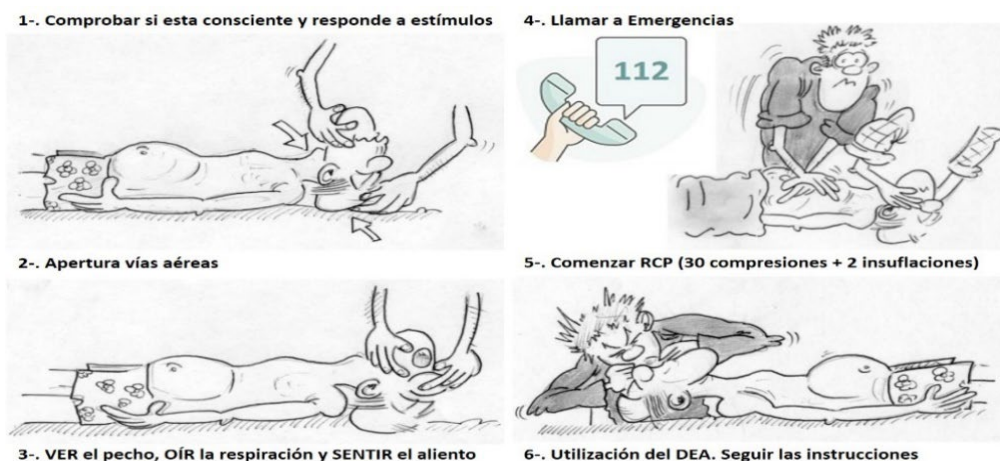 1-. Comprobar si esta consciente y responde a estímulos
2-. Apertura vías aéreas
3-. VER el pecho, OÍR la respiración y SENTIR el aliento
4-. Llamar a Emergencias
112
5-. Comenzar RCP (30 compresiones + 2 insuflaciones)
6-. Utilización del DEA. Seguir las instrucciones